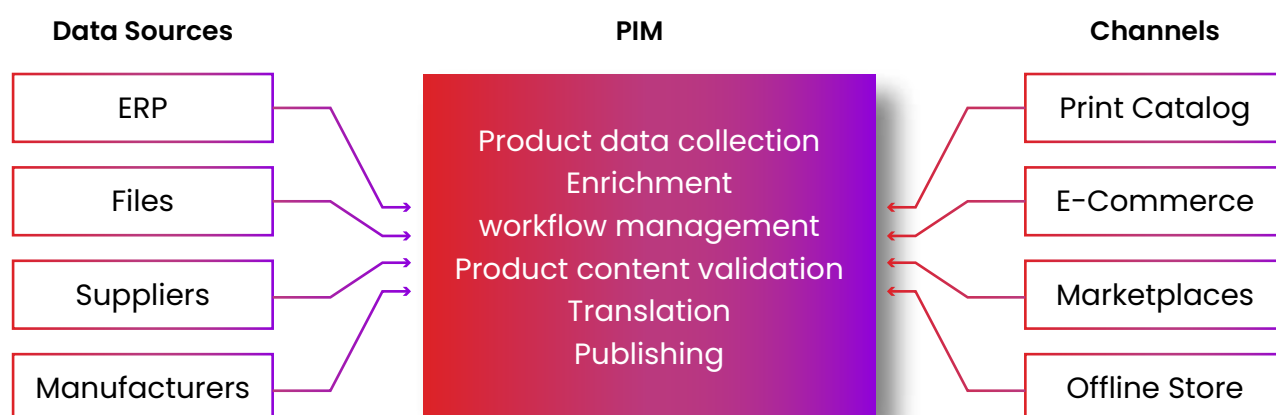 Data Sources
PIM
Channels
ERP
Files
Suppliers
Manufacturers
Product data collection
Enrichment
workflow management
Product content validation
Translation
Publishing
Print Catalog
E-Commerce
Marketplaces
Offline Store